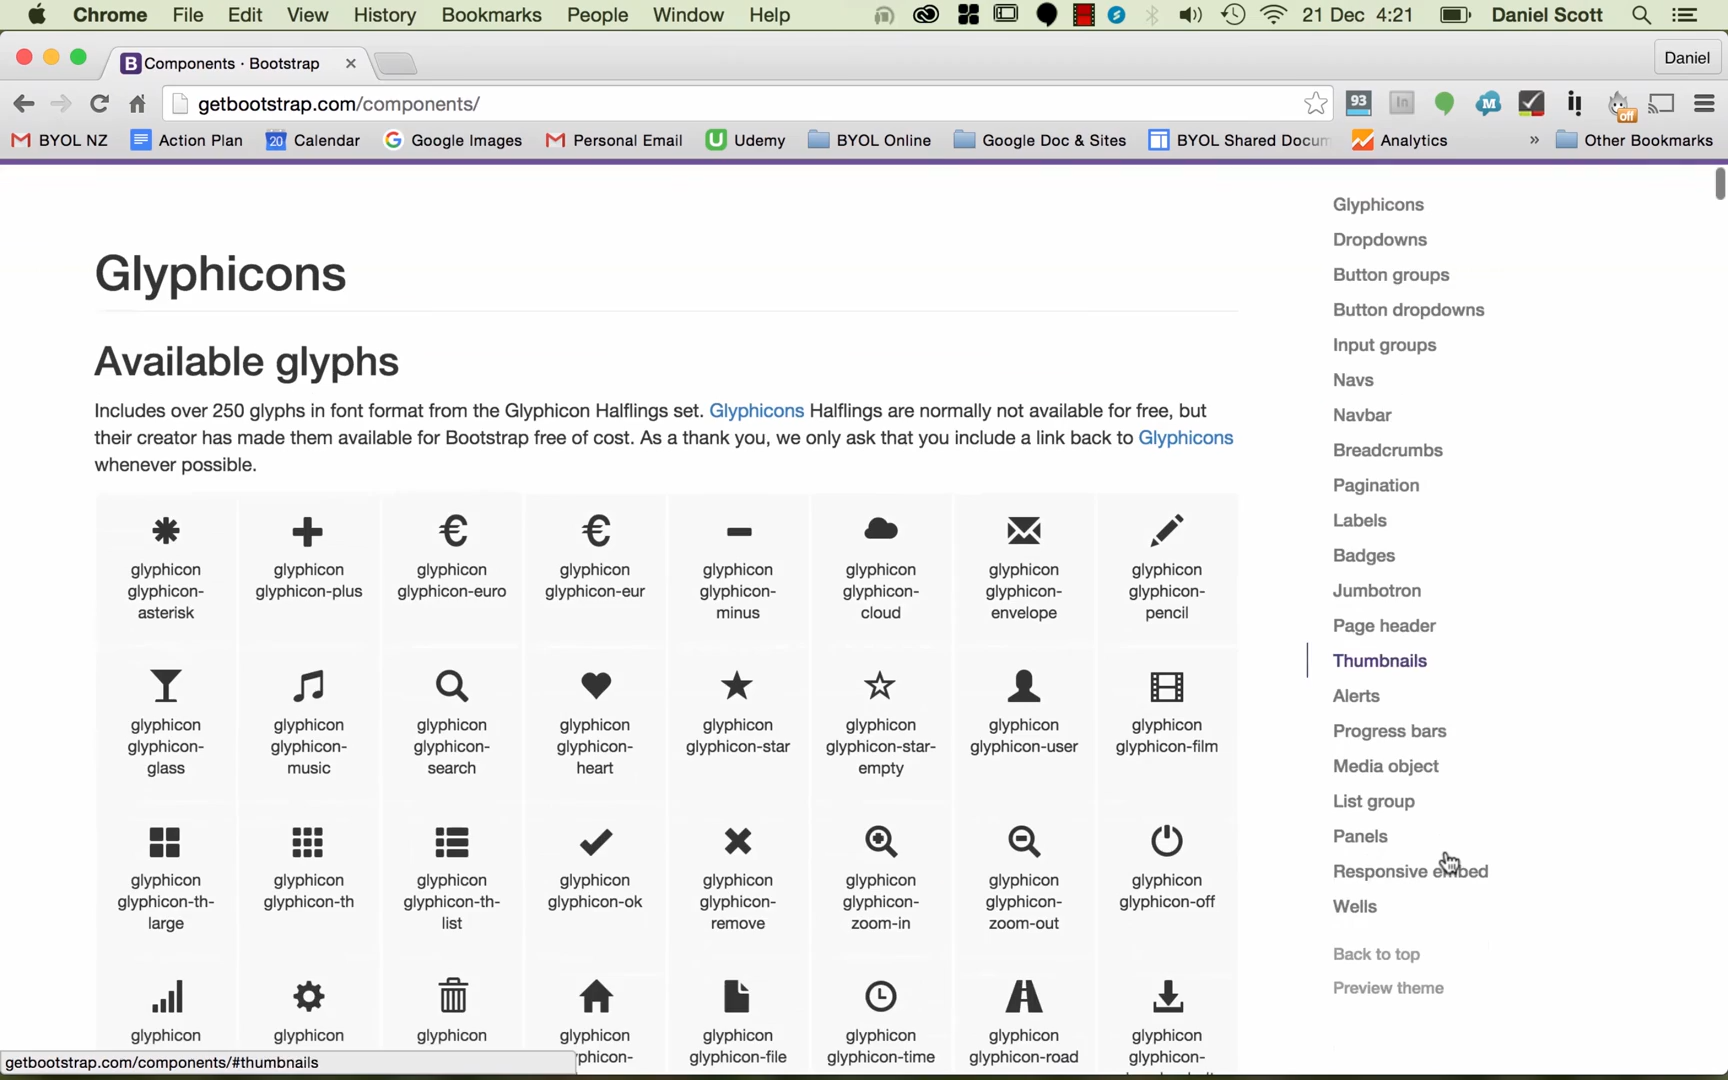 Chrome File Edit View History Bookmarks People Window Help 21 Dec 4:21 Daniel Scott
Components · Bootstrap Daniel
getbootstrap.com/components/ 93 In M off
BYOL NZ Action Plan 20 Calendar Google Images Personal Email Udemy BYOL Online Google Doc & Sites BYOL Shared Docum Analytics » Other Bookmarks
Glyphicons
Available glyphs
Includes over 250 glyphs in font format from the Glyphicon Halflings set. Glyphicons Halflings are normally not available for free, but
their creator has made them available for Bootstrap free of cost. As a thank you, we only ask that you include a link back to Glyphicons
whenever possible.
glyphicon glyphicon glyphicon glyphicon glyphicon glyphicon glyphicon glyphicon
glyphicon- glyphicon-plus glyphicon-euro glyphicon-eur glyphicon- glyphicon- glyphicon- glyphicon-
asterisk minus cloud envelope pencil
glyphicon glyphicon glyphicon glyphicon glyphicon glyphicon glyphicon glyphicon
glyphicon- glyphicon- glyphicon- glyphicon- glyphicon-star glyphicon-star- glyphicon-user glyphicon-film
glass music search heart empty
glyphicon glyphicon glyphicon glyphicon glyphicon glyphicon glyphicon glyphicon
glyphicon-th- glyphicon-th glyphicon-th- glyphicon-ok glyphicon- glyphicon- glyphicon- glyphicon-off
large list remove zoom-in zoom-out
glyphicon glyphicon glyphicon glyphicon glyphicon glyphicon glyphicon glyphicon
glyphicon-file glyphicon-time glyphicon-road glyphicon-
Glyphicons
Dropdowns
Button groups
Button dropdowns
Input groups
Navs
Navbar
Breadcrumbs
Pagination
Labels
Badges
Jumbotron
Page header
Thumbnails
Alerts
Progress bars
Media object
List group
Panels
Responsive embed
Wells
Back to top
Preview theme
getbootstrap.com/components/#thumbnails